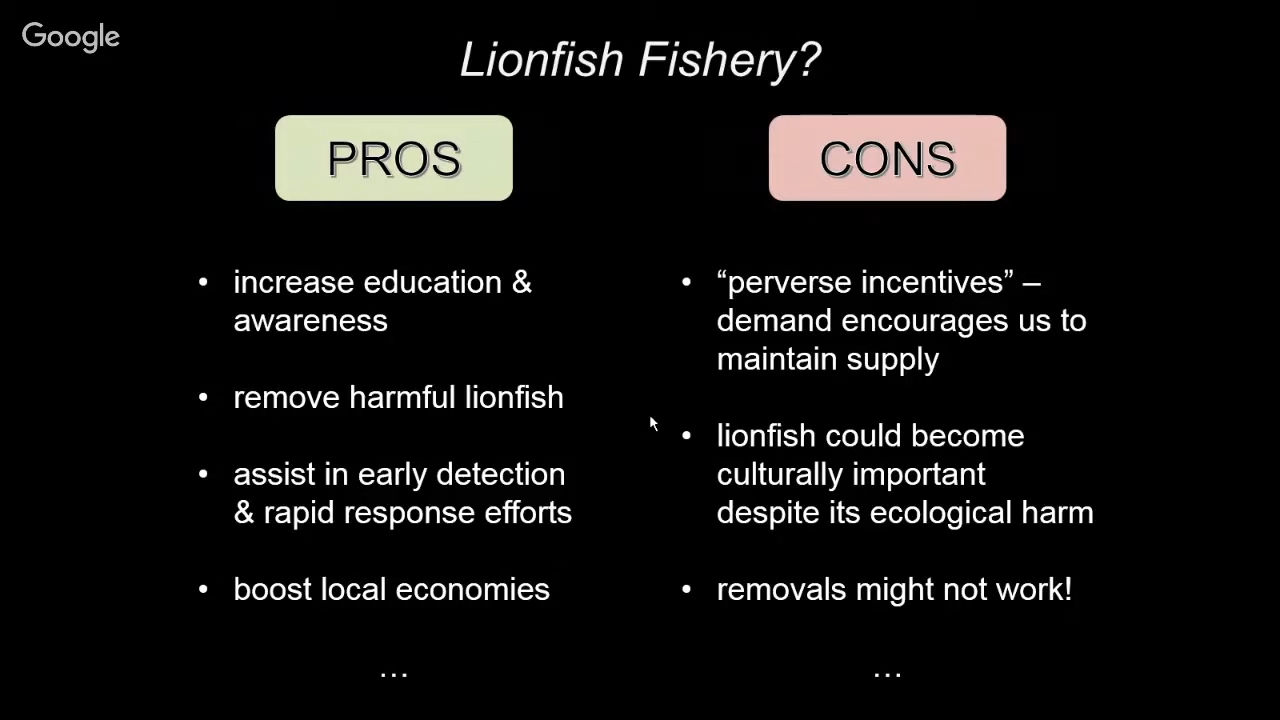 Google
Lionfish Fishery?
PROS
• increase education &
awareness
• remove harmful lionfish
• assist in early detection
& rapid response efforts
• boost local economies
…
CONS
• “perverse incentives” –
demand encourages us to
maintain supply
• lionfish could become
culturally important
despite its ecological harm
• removals might not work!
…